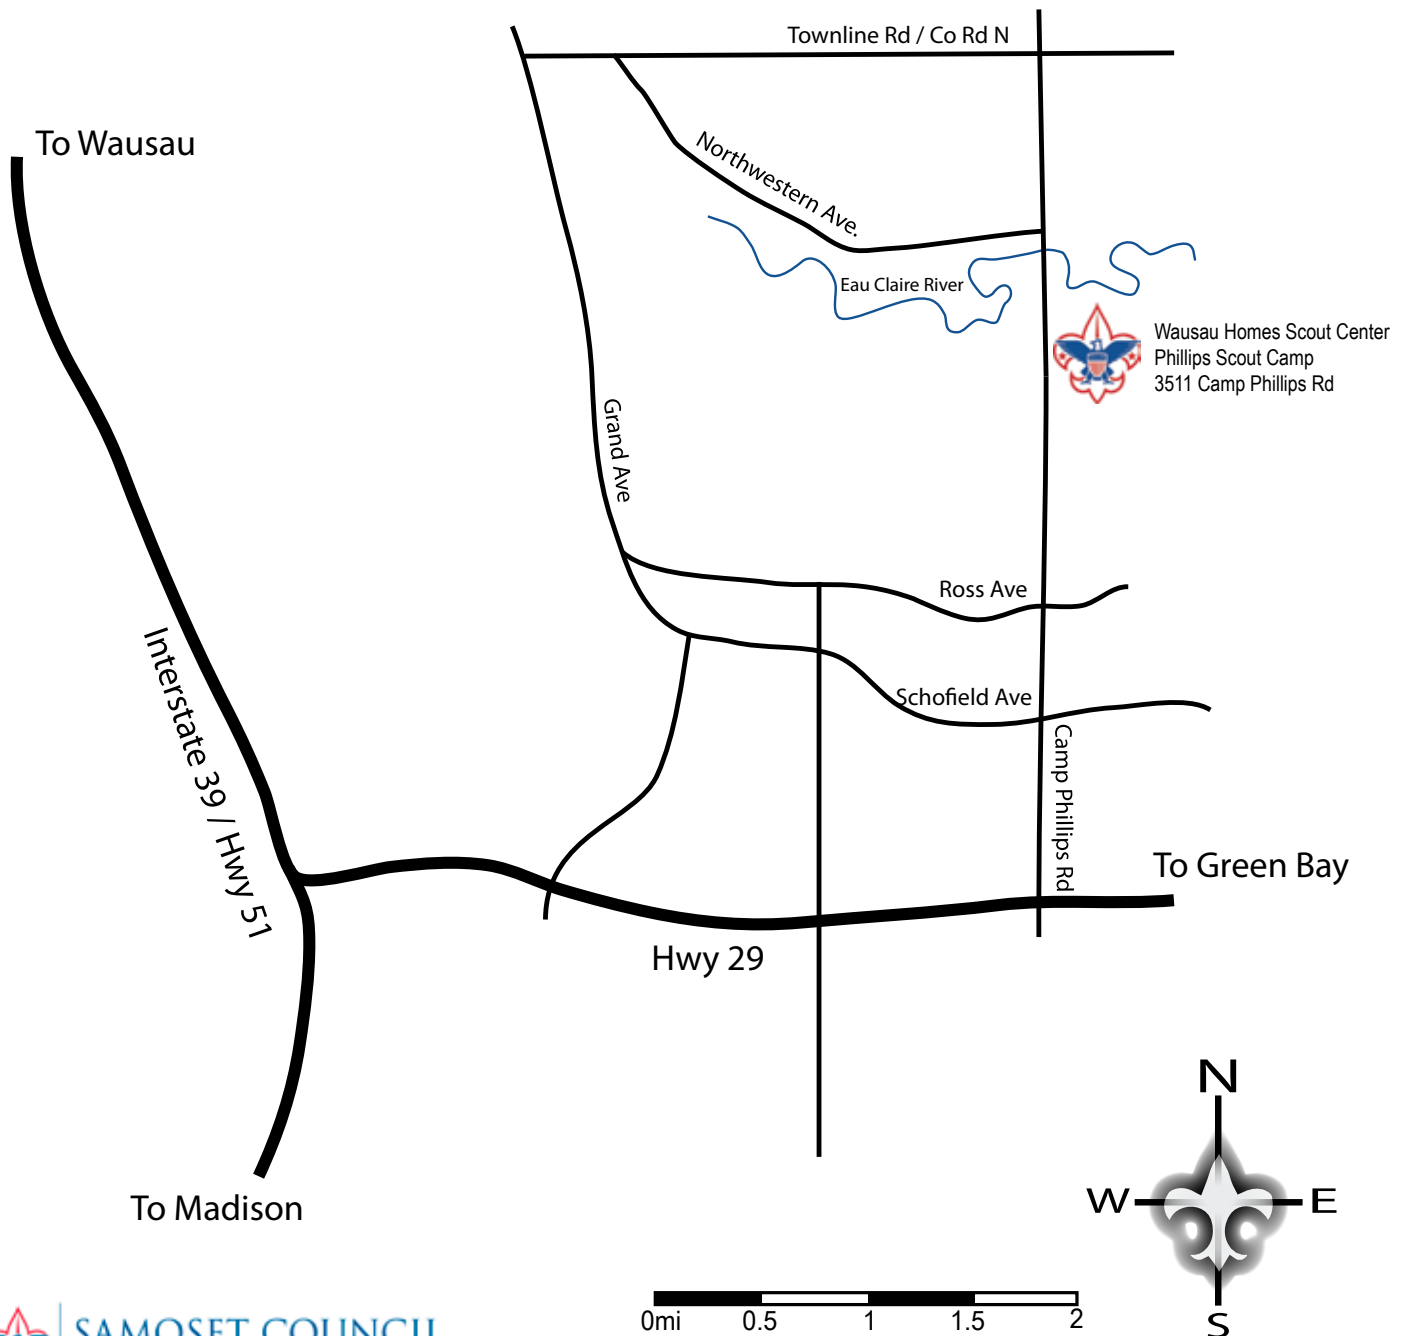 Townline Rd / Co Rd N
To Wausau
Northwestern Ave.
Eau Claire River
Wausau Homes Scout Center
Phillips Scout Camp
3511 Camp Phillips Rd
Grand Ave
Ross Ave
Interstate 39 / Hwy 51
Schofield Ave
Camp Phillips Rd
To Green Bay
Hwy 29
N
To Madison
W E
S
0mi 0.5 1 1.5 2
SAMOSET COUNCIL